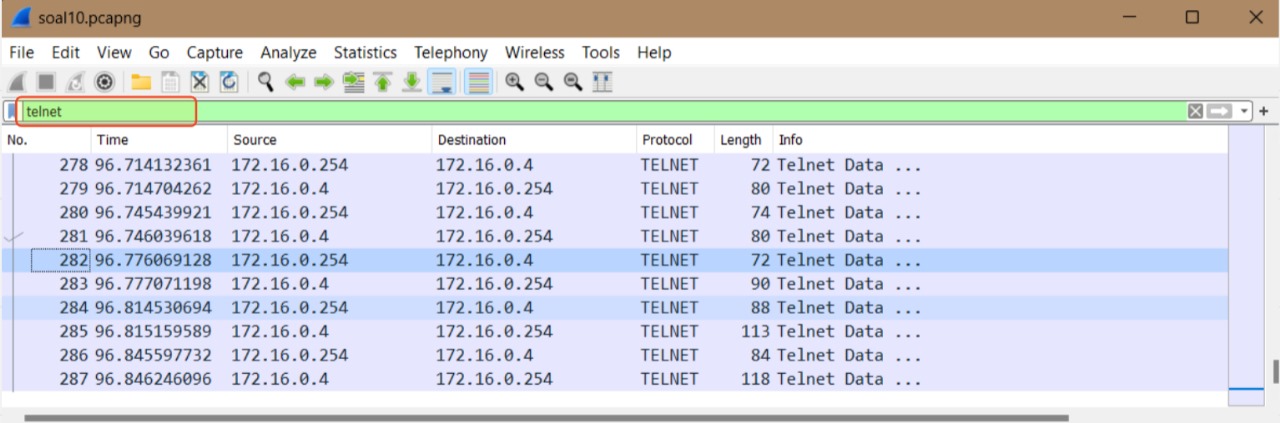 soal10.pcapng
File Edit View Go Capture Analyze Statistics Telephony Wireless Tools Help
telnet
No. Time Source Destination Protocol Length Info
278 96.714132361 172.16.0.254 172.16.0.4 TELNET 72 Telnet Data ...
279 96.714704262 172.16.0.4 172.16.0.254 TELNET 80 Telnet Data ...
280 96.745439921 172.16.0.254 172.16.0.4 TELNET 74 Telnet Data ...
281 96.746039618 172.16.0.4 172.16.0.254 TELNET 80 Telnet Data ...
282 96.776069128 172.16.0.254 172.16.0.4 TELNET 72 Telnet Data ...
283 96.777071198 172.16.0.4 172.16.0.254 TELNET 90 Telnet Data ...
284 96.814530694 172.16.0.254 172.16.0.4 TELNET 88 Telnet Data ...
285 96.815159589 172.16.0.4 172.16.0.254 TELNET 113 Telnet Data ...
286 96.845597732 172.16.0.254 172.16.0.4 TELNET 84 Telnet Data ...
287 96.846246096 172.16.0.4 172.16.0.254 TELNET 118 Telnet Data ...